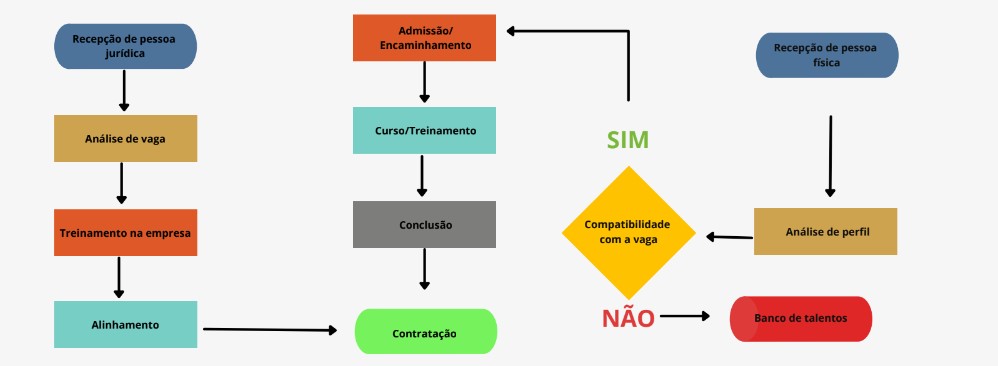 Recepção de pessoa
jurídica
Análise de vaga
Treinamento na empresa
Alinhamento
Admissão/
Encaminhamento
Curso/Treinamento
Conclusão
Contratação
SIM
Compatibilidade
com a vaga
NÃO
Recepção de pessoa
física
Análise de perfil
Banco de talentos